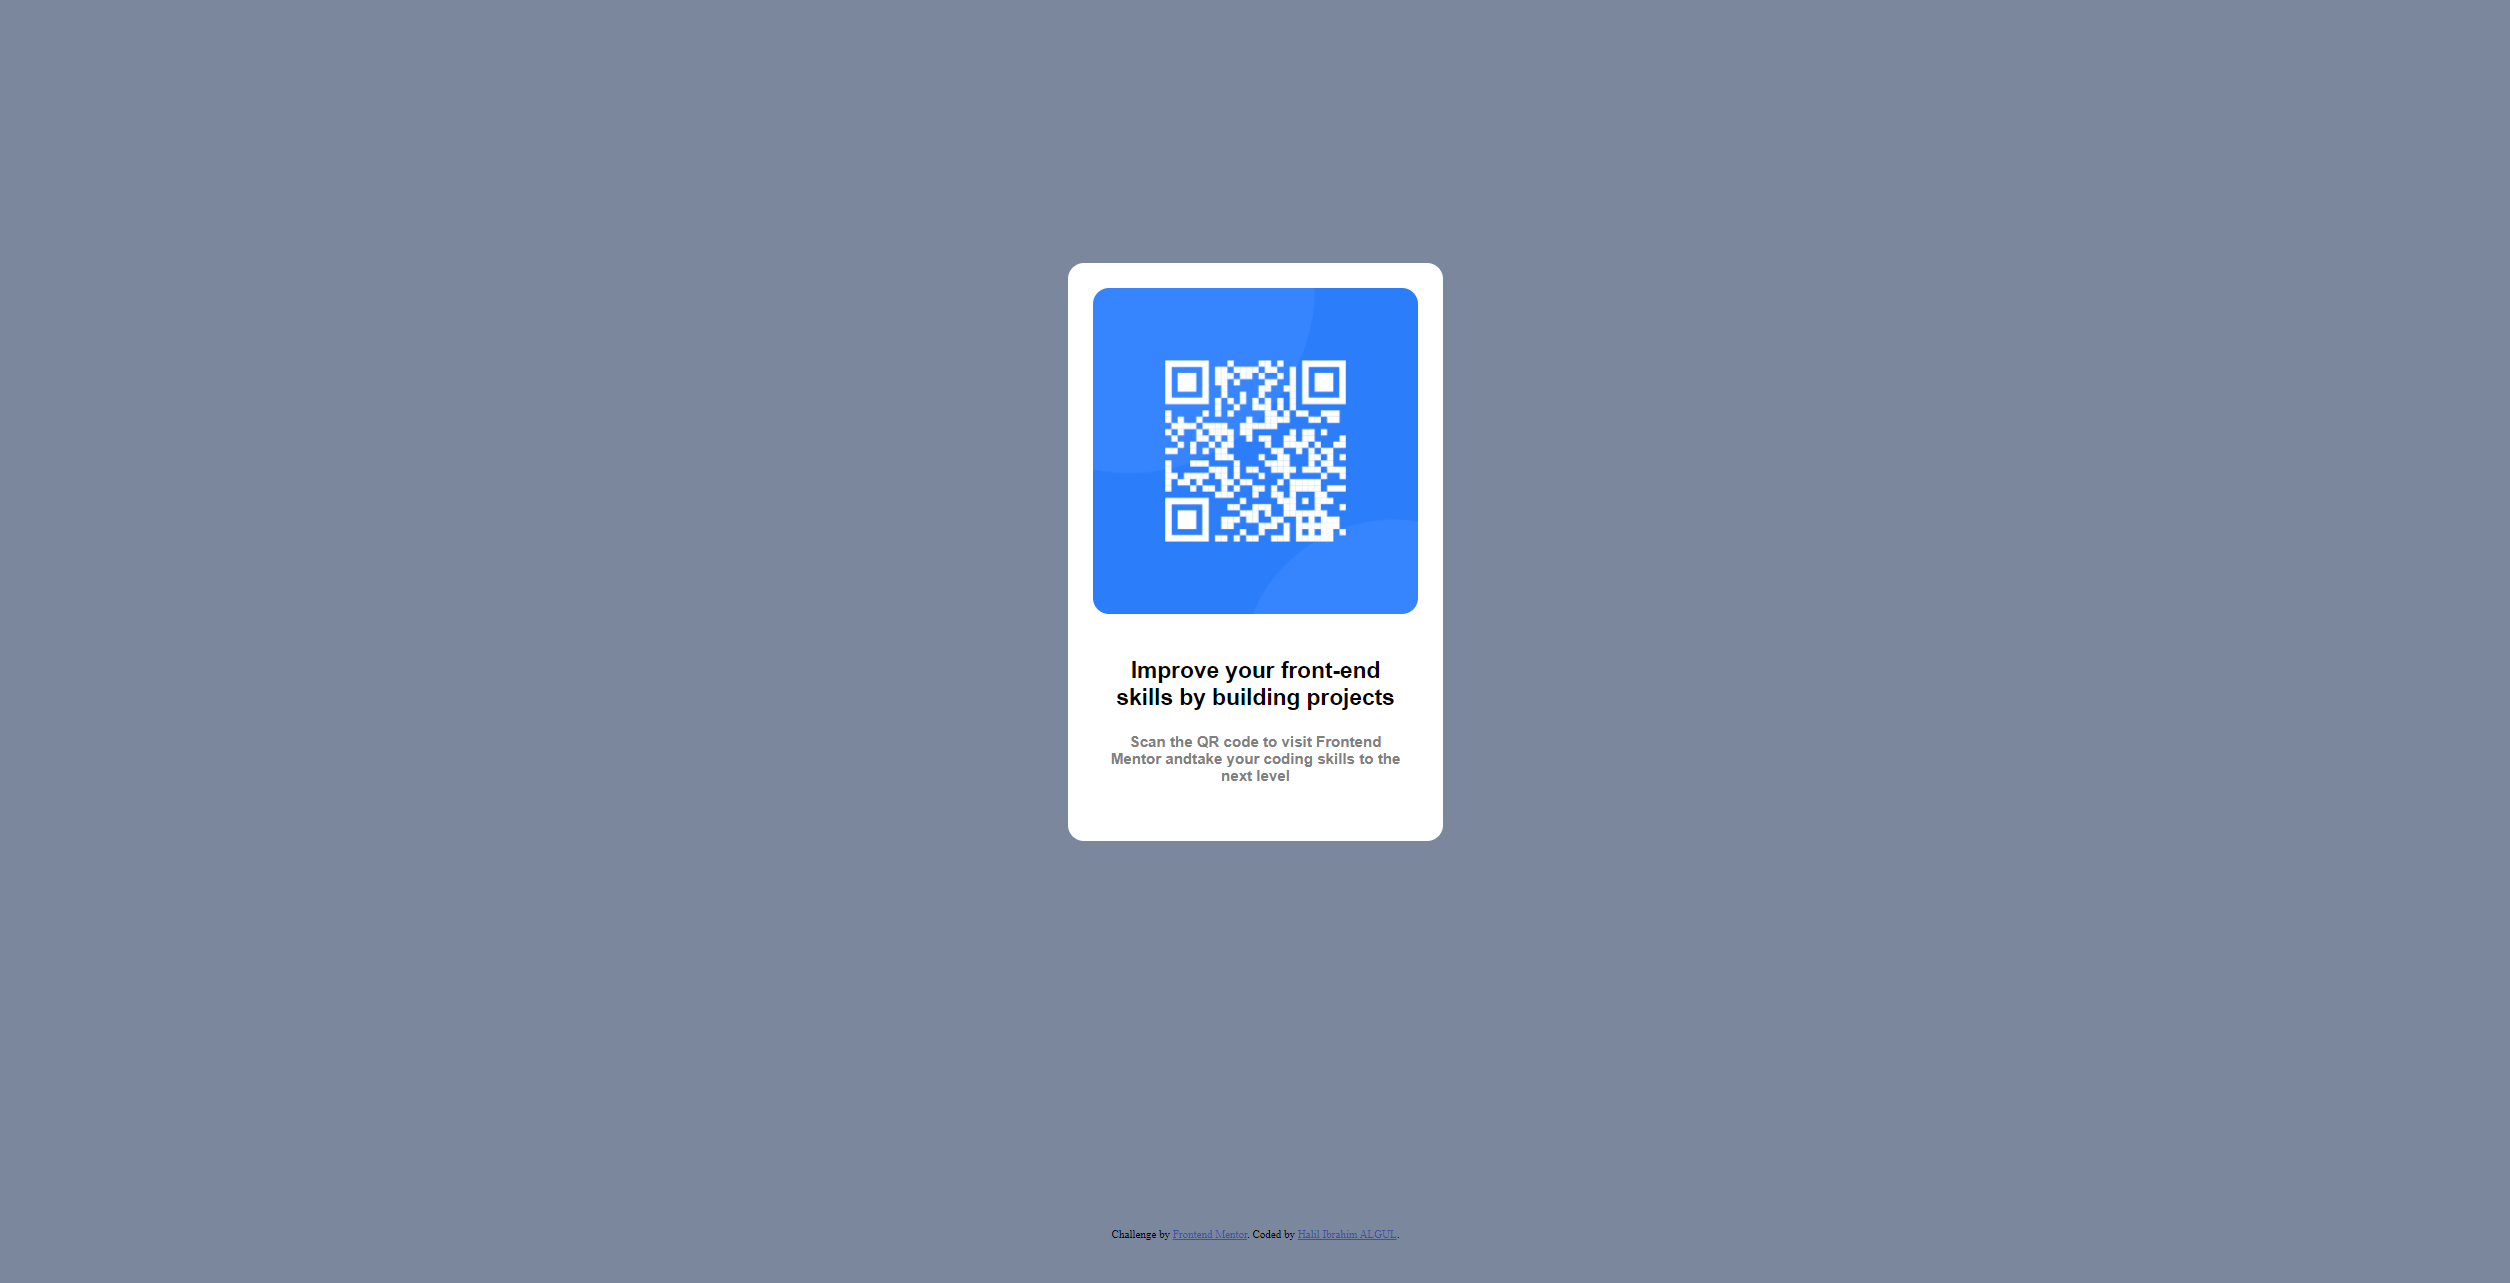 Improve your front-end
skills by building projects
Scan the QR code to visit Frontend
Mentor andtake your coding skills to the
next level
Challenge by Frontend Mentor. Coded by Halil Ibrahim ALGUL.